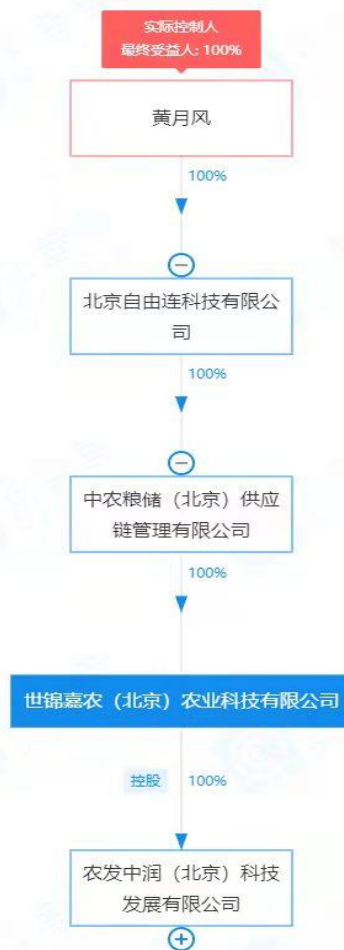 实际控制人
最终受益人: 100%
黄月风
100%
北京自由连科技有限公
司
100%
中农粮储（北京）供应
链管理有限公司
100%
世锦嘉农（北京）农业科技有限公司
控股 100%
农发中润（北京）科技
发展有限公司